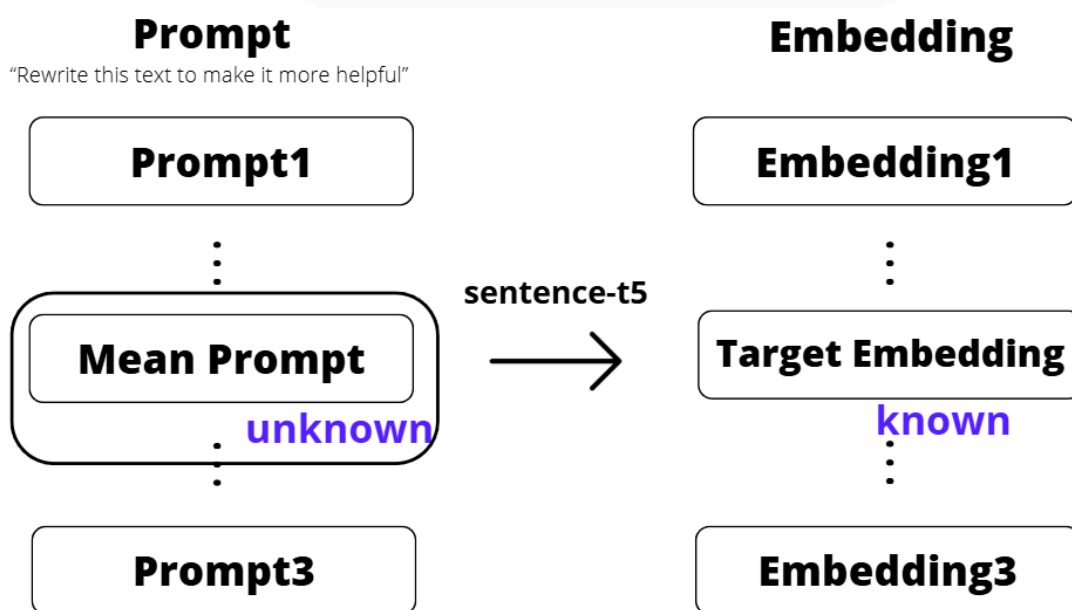 Prompt
“Rewrite this text to make it more helpful”
Embedding
Prompt1
Embedding1
sentence-t5
Mean Prompt
unknown
Target Embedding
known
Prompt3
Embedding3